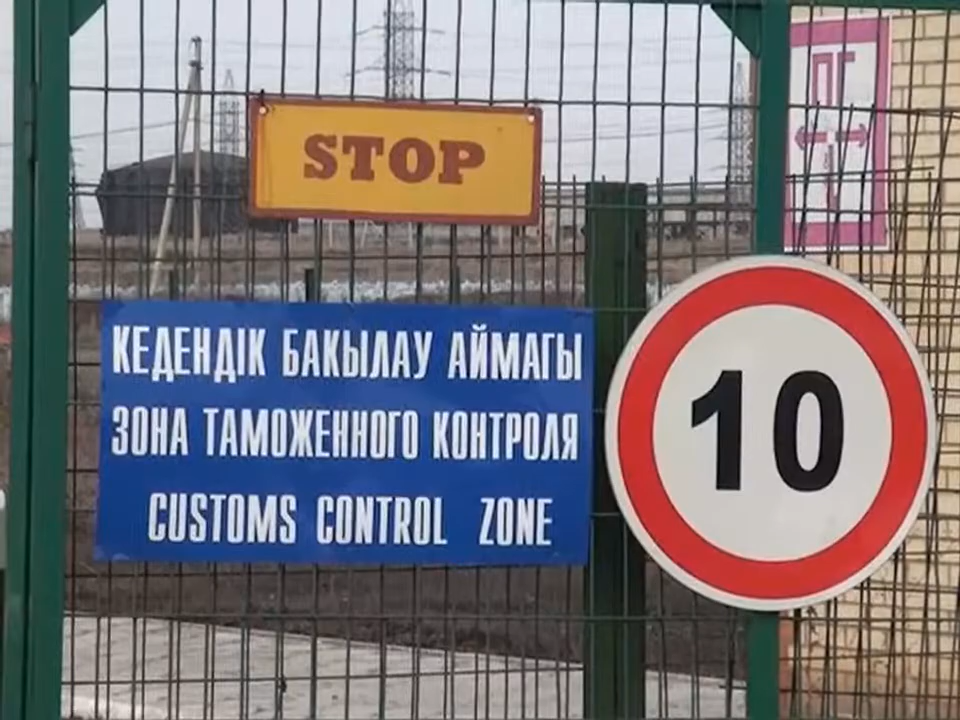 STOP
ПГ
КЕДЕНДІК БАКЫЛАУ АЙМАГЫ
ЗОНА ТАМОЖЕННОГО КОНТРОЛЯ
CUSTOMS CONTROL ZONE
10